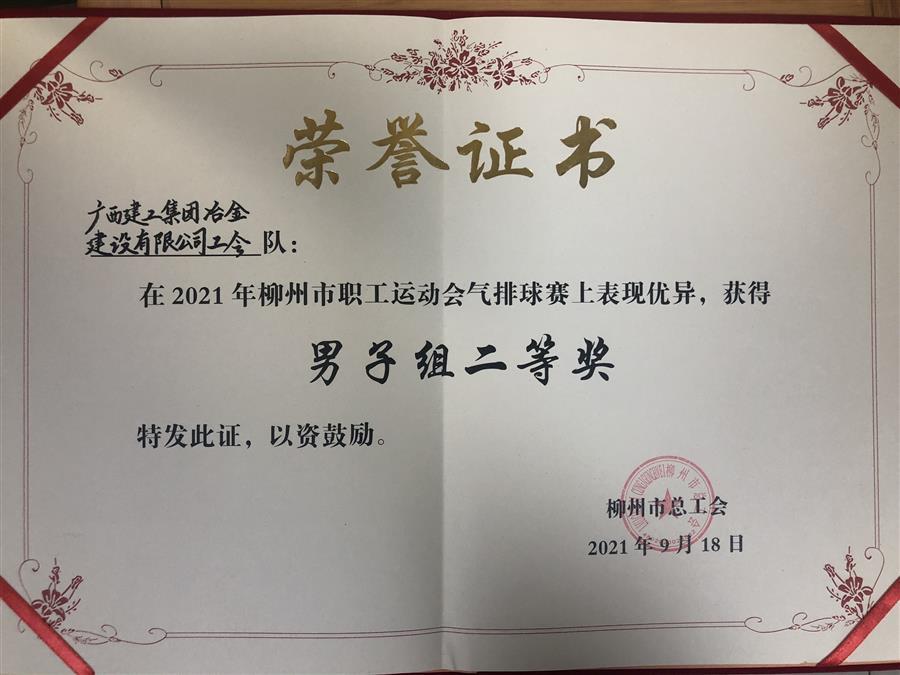 荣誉证书
广西建工集团冶金
建设有限公司工会 队：
在2021年柳州市职工运动会气排球赛上表现优异，获得
男子组二等奖
特发此证，以资鼓励。
柳州市总工会
2021年9月18日